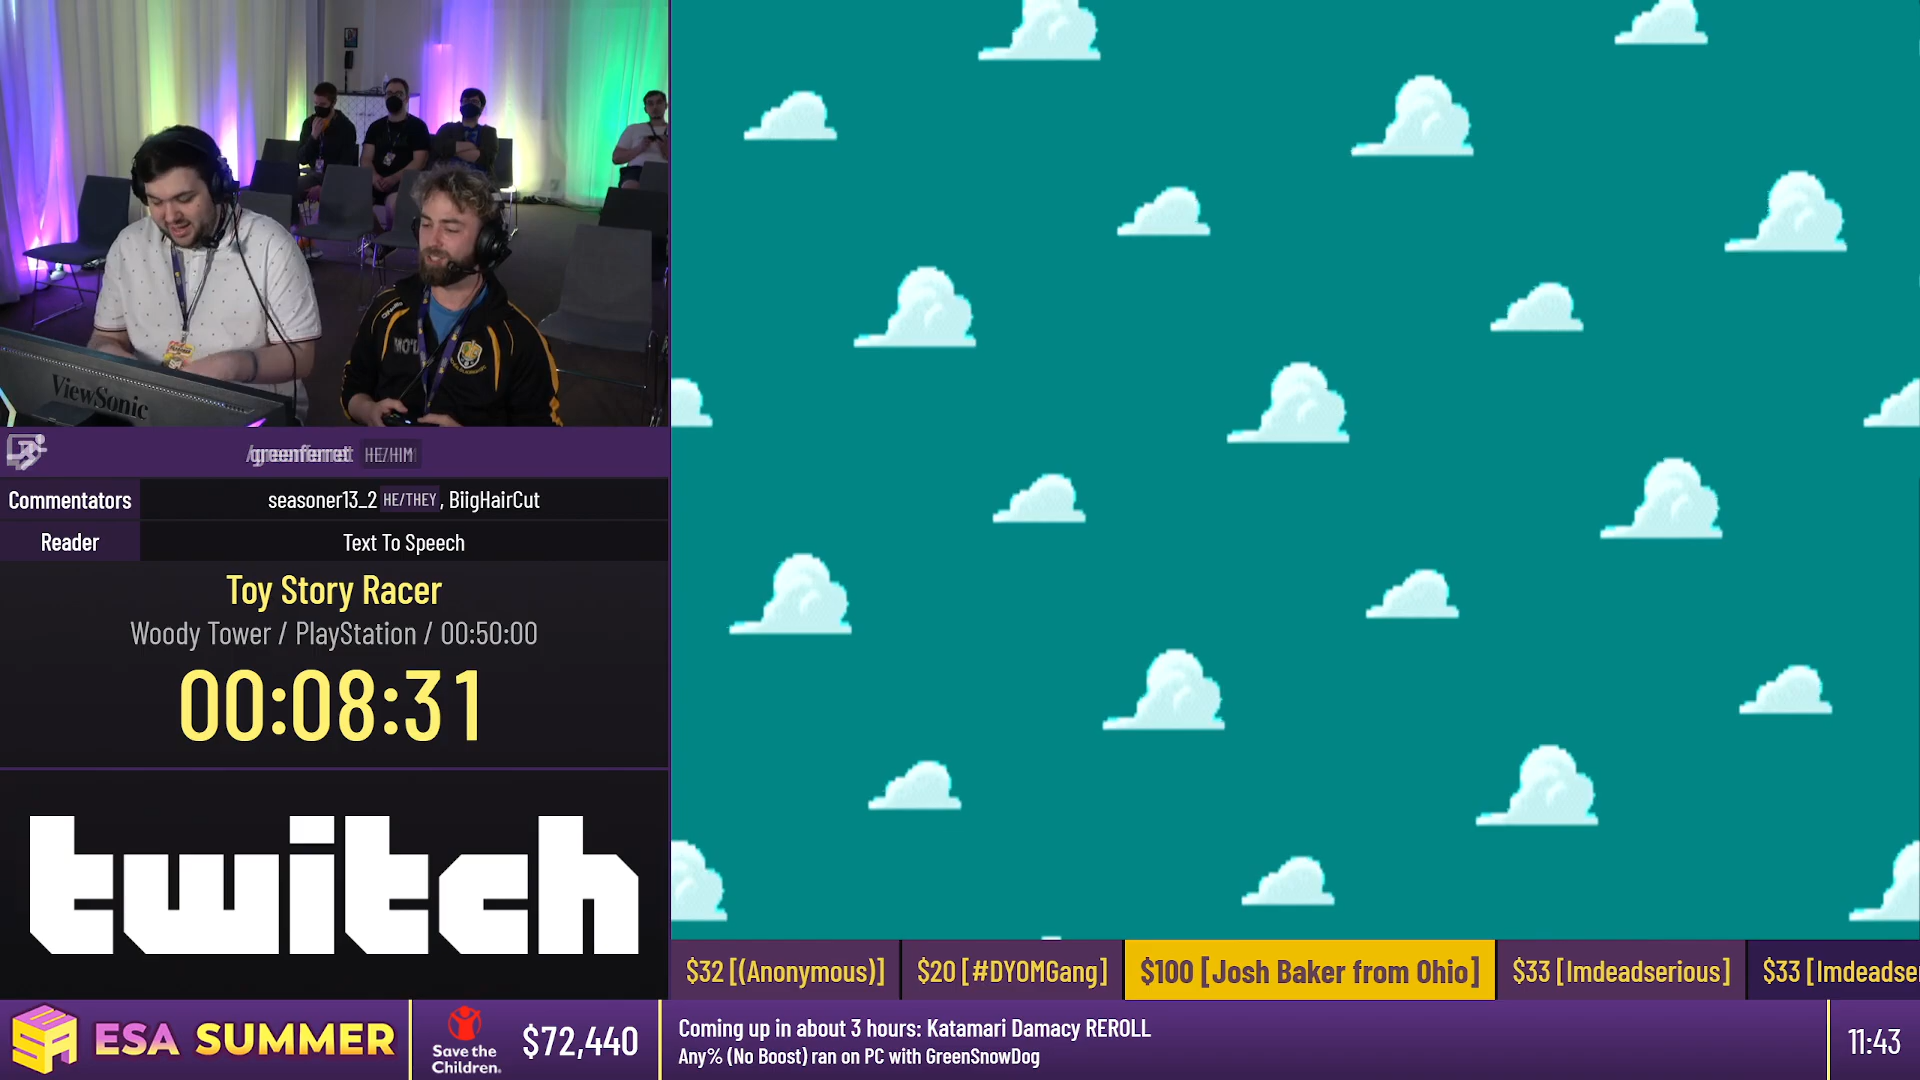 ViewSonic
MO'D
/greenferret HE/HIM
Commentators
seasoner13_2 HE/THEY, BiigHairCut
Reader
Text To Speech
Toy Story Racer
Woody Tower / PlayStation / 00:50:00
00:08:31
twitch
$32 [(Anonymous)]
$20 [#DYOMGang]
$100 [Josh Baker from Ohio]
$33 [Imdeadserious]
$33 [Imdeadse
ESA SUMMER
Save the
Children.
$72,440
Coming up in about 3 hours: Katamari Damacy REROLL
Any% (No Boost) ran on PC with GreenSnowDog
11:43